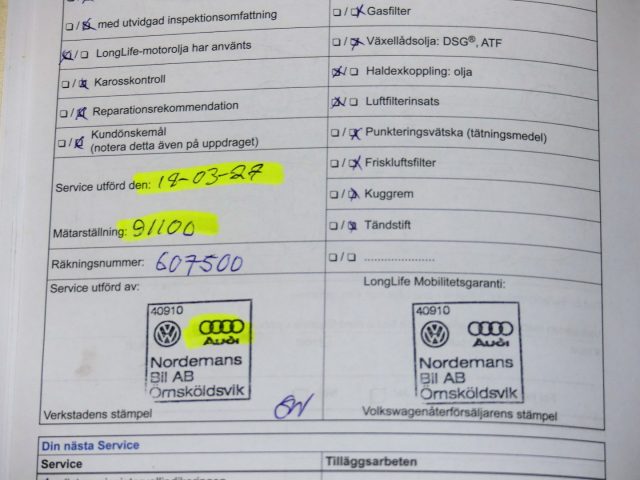 med utvidgad inspektionsomfattning
LongLife-motorolja har använts
Karosskontroll
Reparationsrekommendation
Kundönskemål
(notera detta även på uppdraget)
Service utförd den: 18-03-27
Mätarställning: 91100
Räkningsnummer: 607500
Service utförd av:
40910
Audi
Nordemans
Bil AB
Örnsköldsvik
Verkstadens stämpel
Gasfilter
Växellådsolja: DSG®, ATF
Haldexkoppling: olja
Luftfilterinsats
Punkteringsvätska (tätningsmedel)
Friskluftsfilter
Kuggrem
Tändstift
.....................
LongLife Mobilitetsgaranti:
40910
Audi
Nordemans
Bil AB
Örnsköldsvik
Volkswagenåterförsäljarens stämpel
Din nästa Service
Service
Tilläggsarbeten